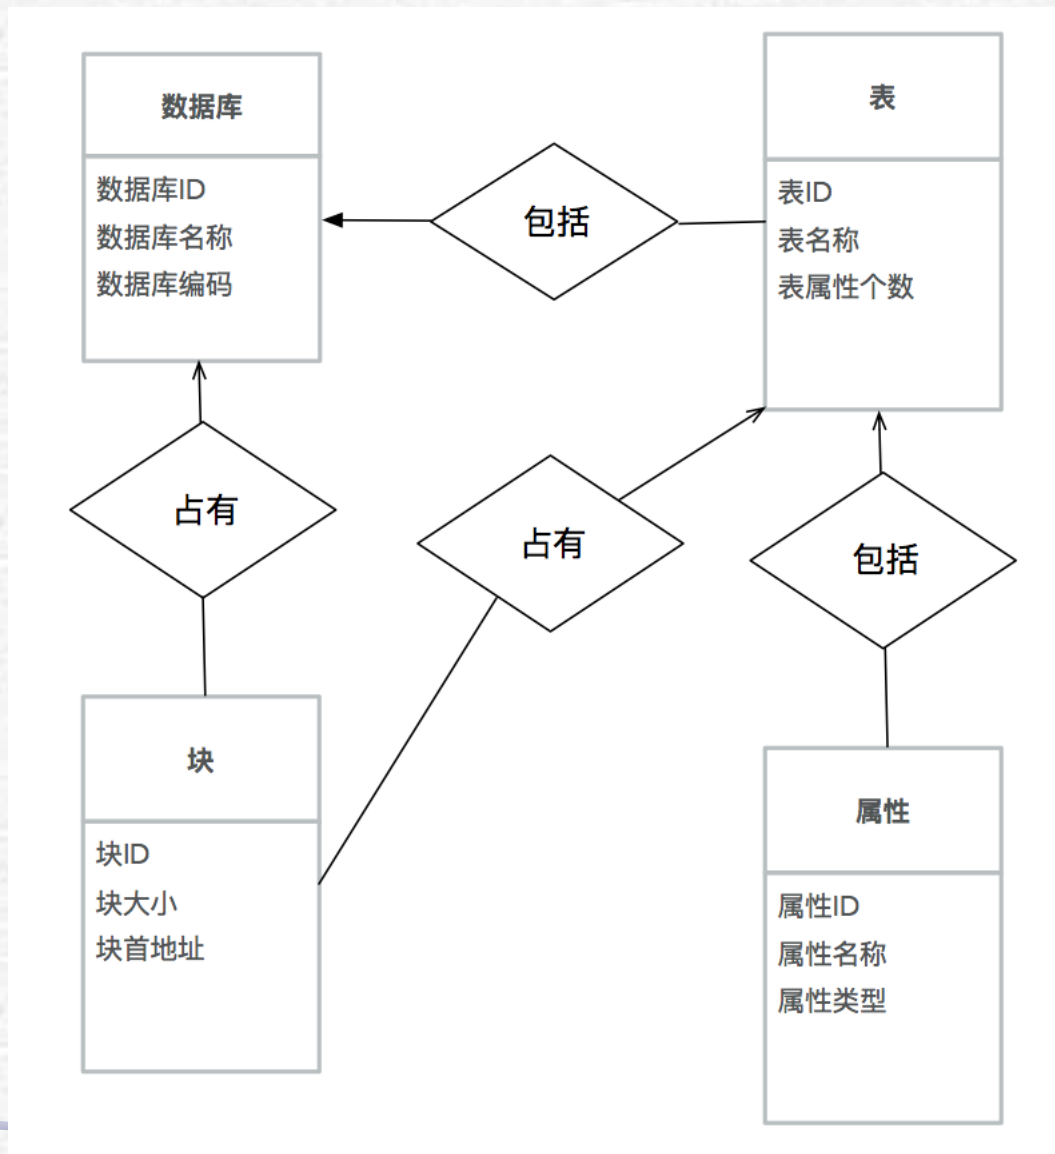 数据库
数据库ID
数据库名称
数据库编码
包括
表
表ID
表名称
表属性个数
占有
占有
包括
块
块ID
块大小
块首地址
属性
属性ID
属性名称
属性类型